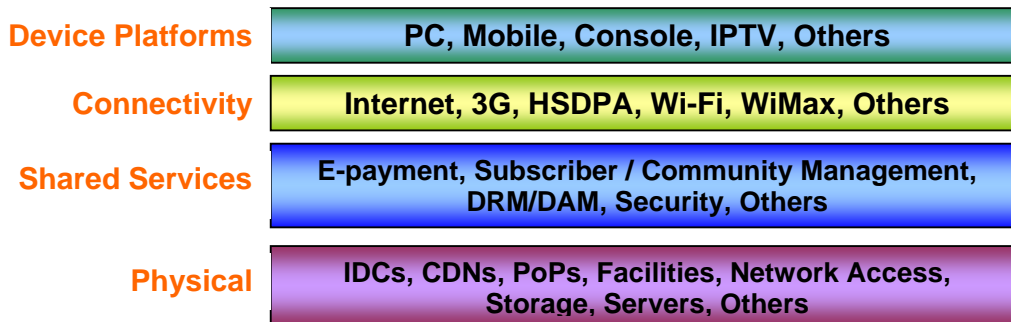 Device Platforms
PC, Mobile, Console, IPTV, Others
Connectivity
Internet, 3G, HSDPA, Wi-Fi, WiMax, Others
Shared Services
E-payment, Subscriber / Community Management,
DRM/DAM, Security, Others
Physical
IDCs, CDNs, PoPs, Facilities, Network Access,
Storage, Servers, Others